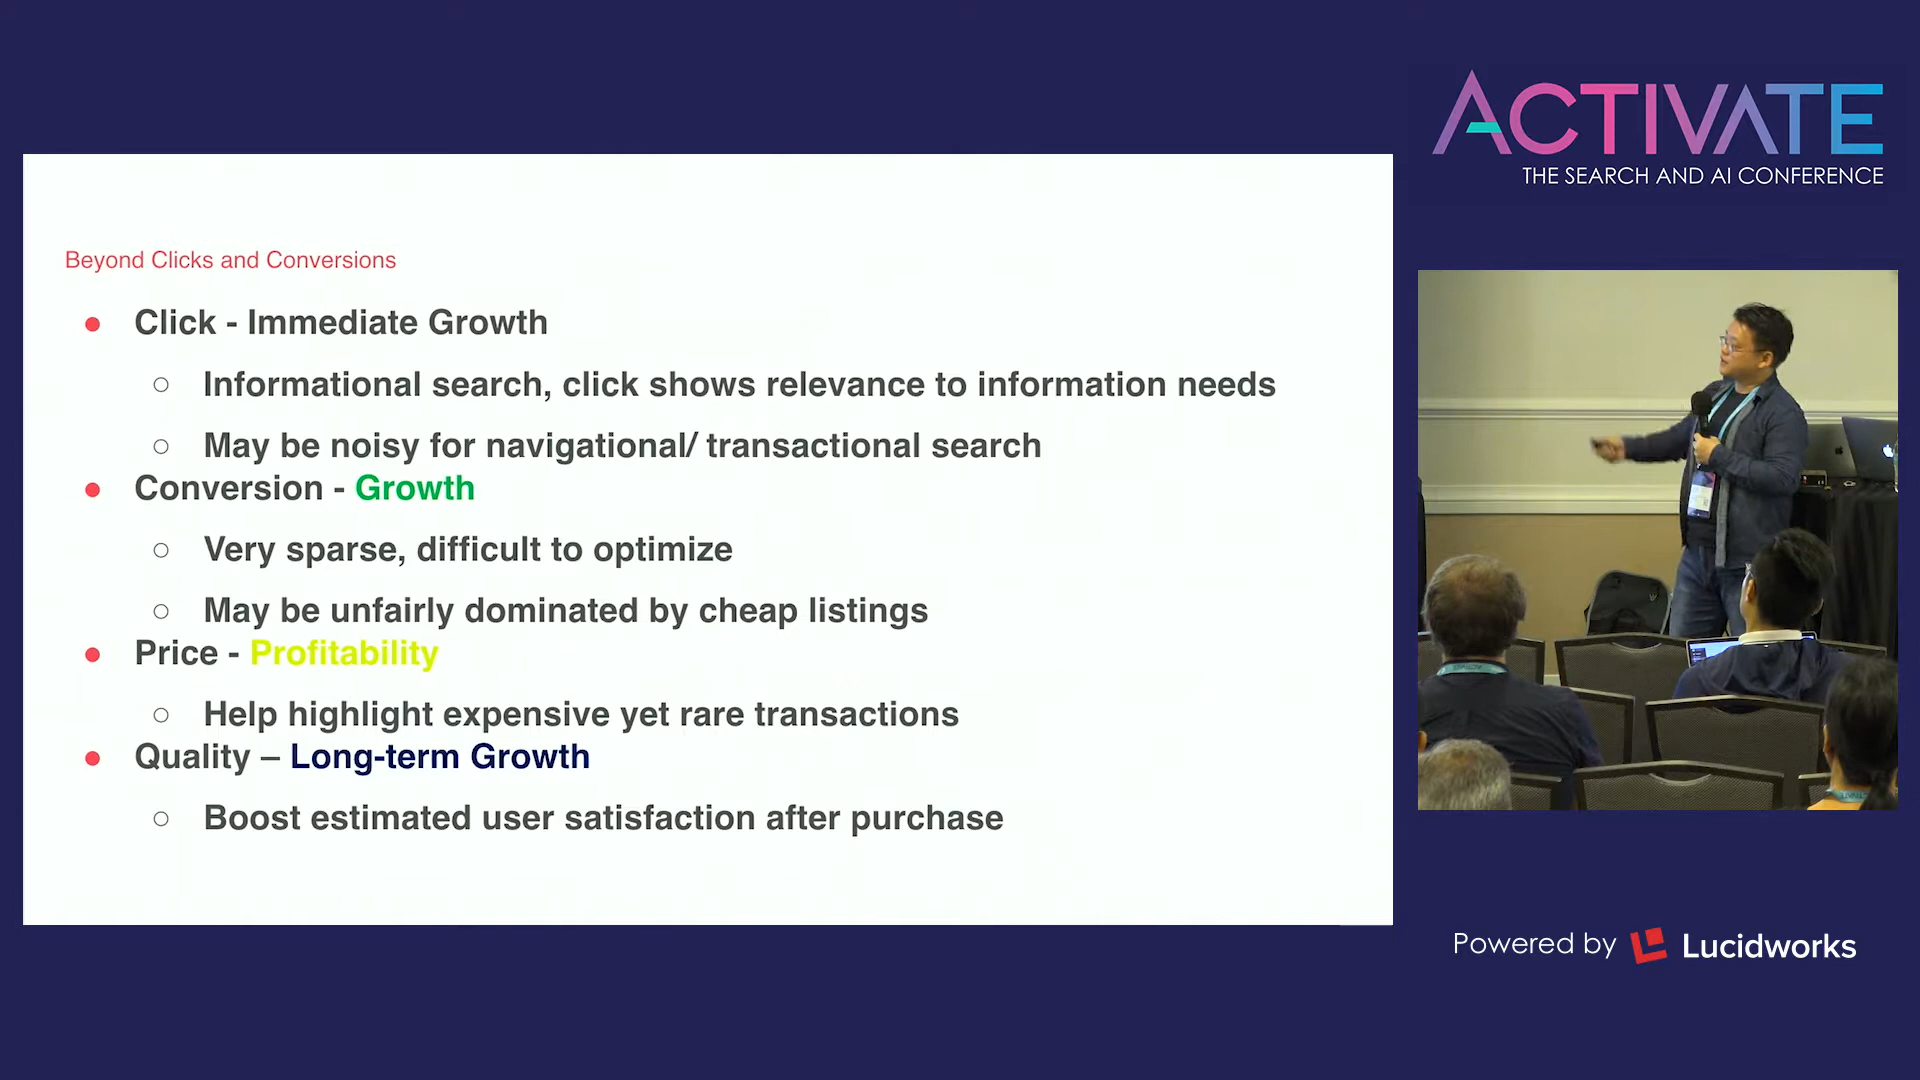 ACTIVATE
THE SEARCH AND AI CONFERENCE
Beyond Clicks and Conversions
● Click - Immediate Growth
○ Informational search, click shows relevance to information needs
○ May be noisy for navigational/ transactional search
● Conversion - Growth
○ Very sparse, difficult to optimize
○ May be unfairly dominated by cheap listings
● Price - Profitability
○ Help highlight expensive yet rare transactions
● Quality – Long-term Growth
○ Boost estimated user satisfaction after purchase
Powered by Lucidworks